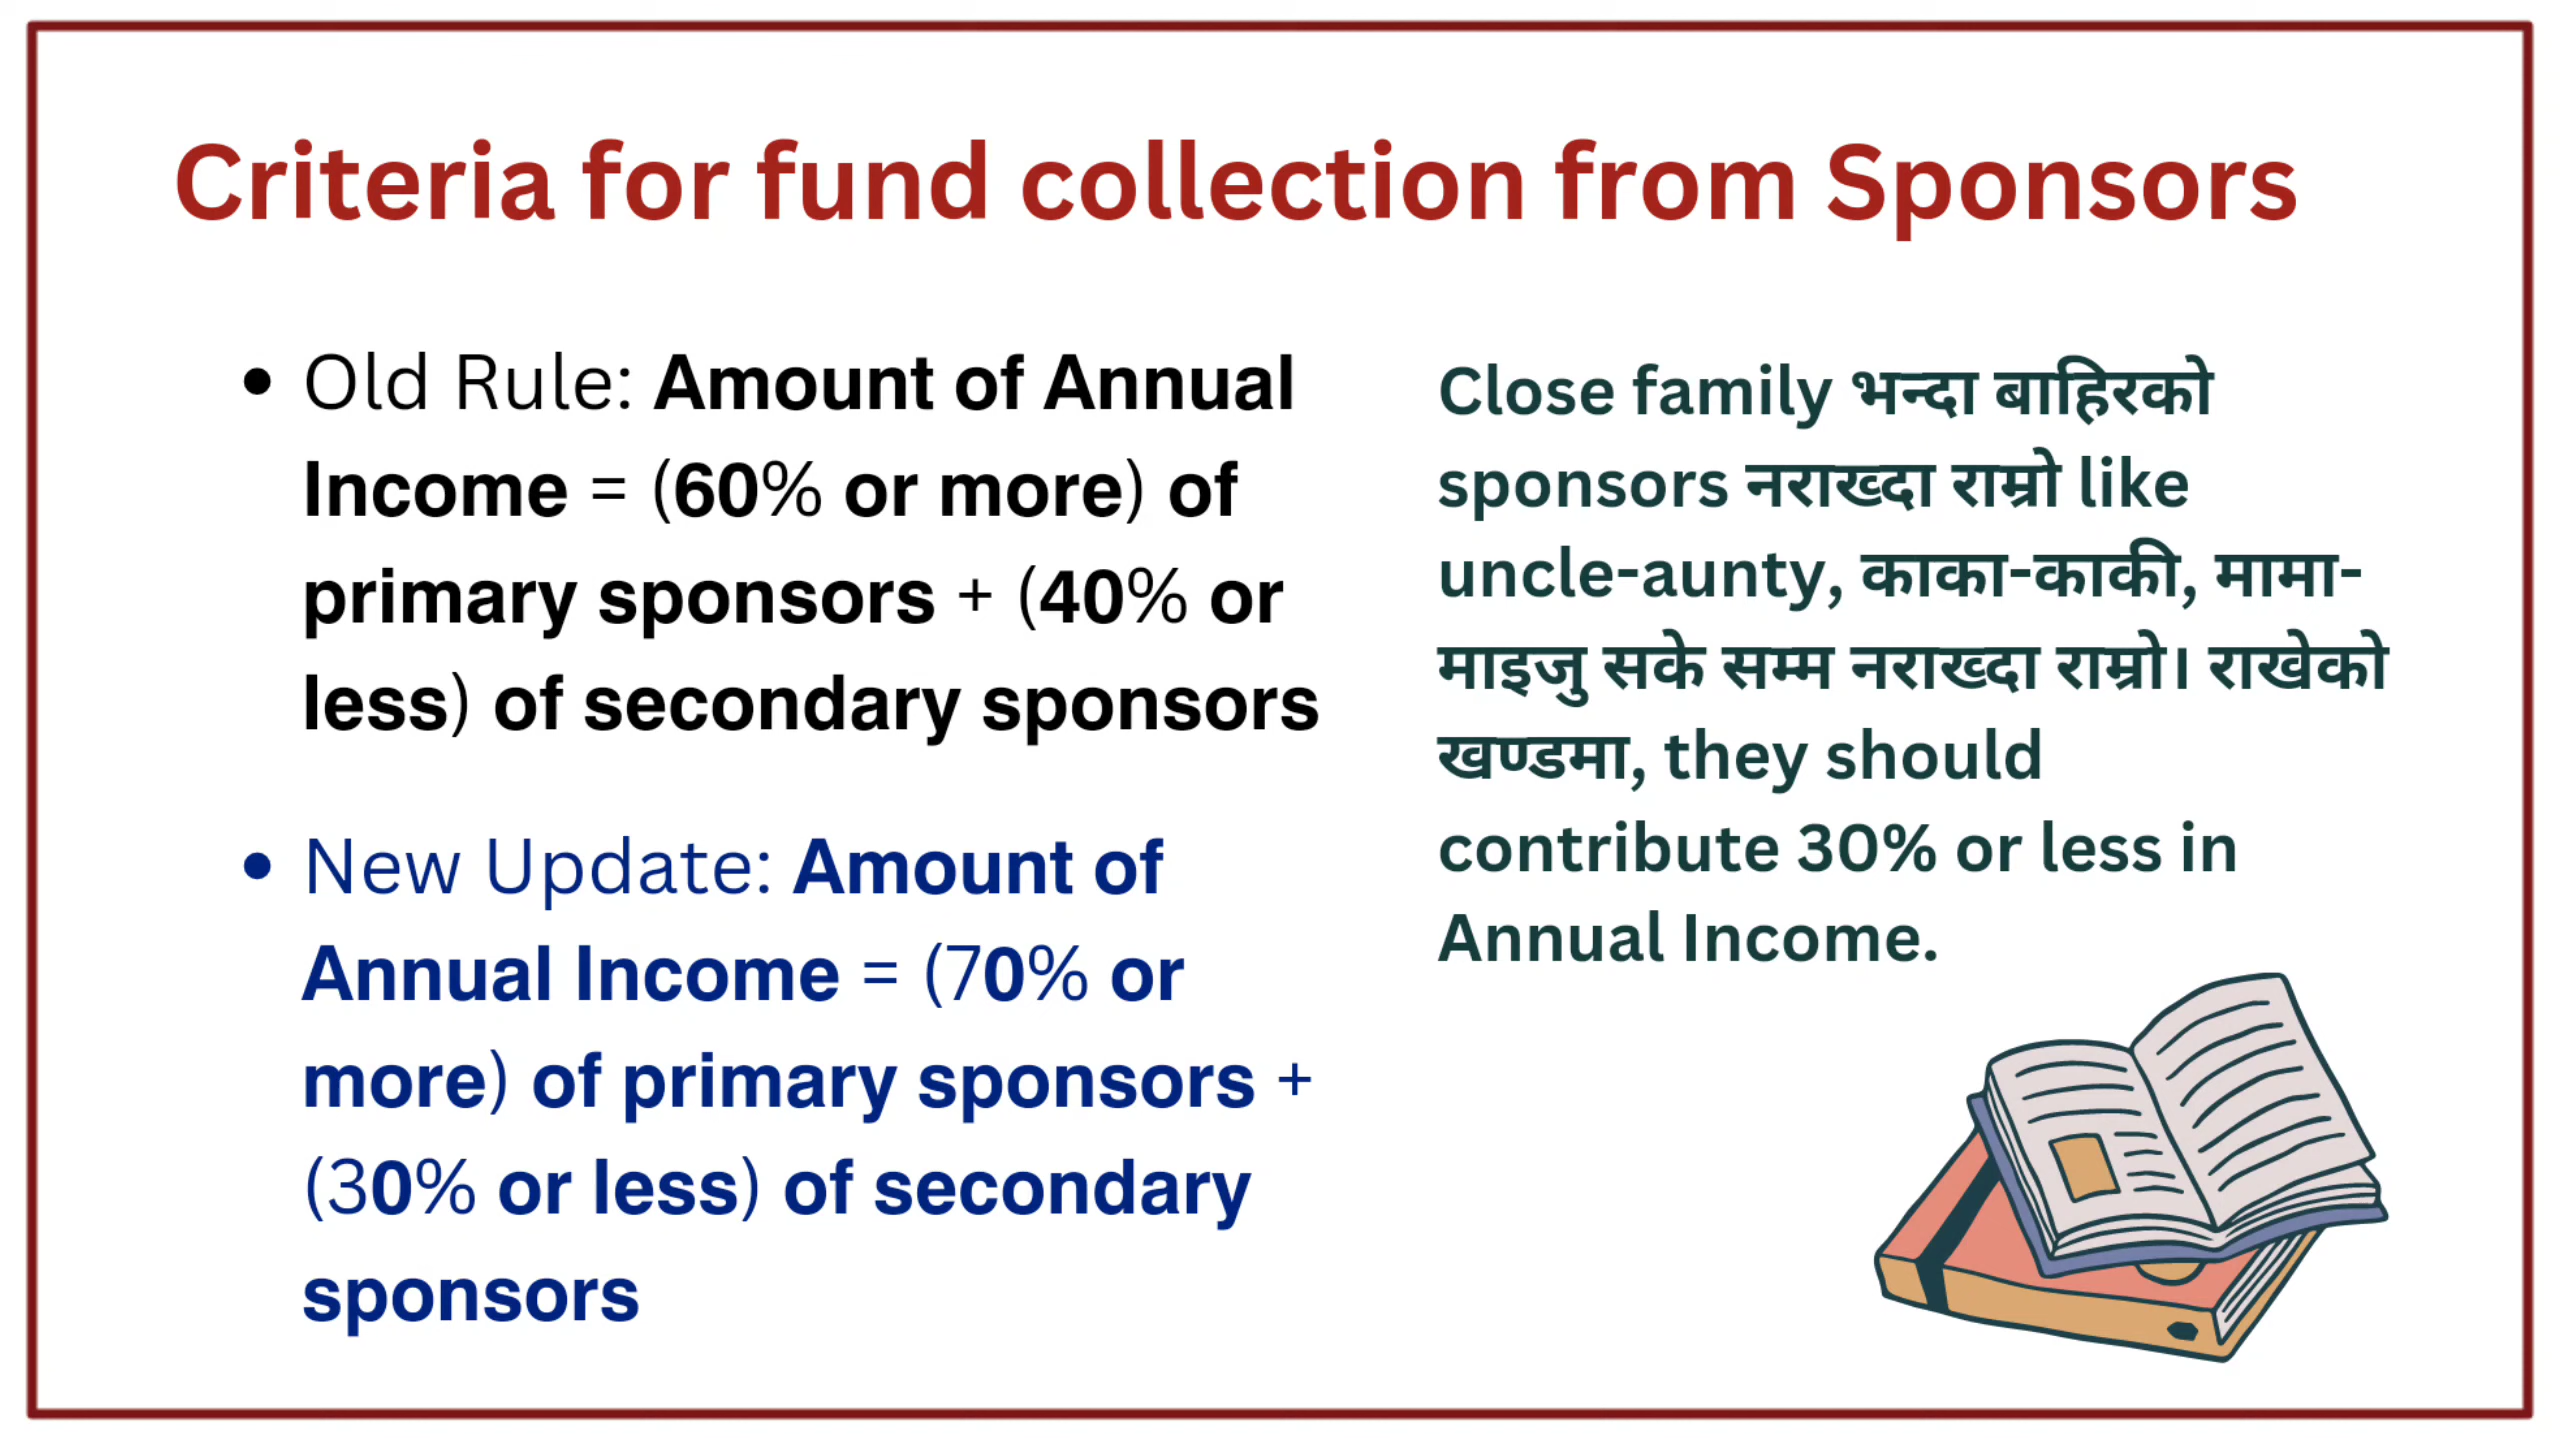 Criteria for fund collection from Sponsors
• Old Rule: Amount of Annual
Income = (60% or more) of
primary sponsors + (40% or
less) of secondary sponsors
• New Update: Amount of
Annual Income = (70% or
more) of primary sponsors +
(30% or less) of secondary
sponsors
Close family भन्दा बाहिरको
sponsors नराख्दा राम्रो like
uncle-aunty, काका-काकी, मामा-
माइजु सके सम्म नराख्दा राम्रो। राखेको
खण्डमा, they should
contribute 30% or less in
Annual Income.